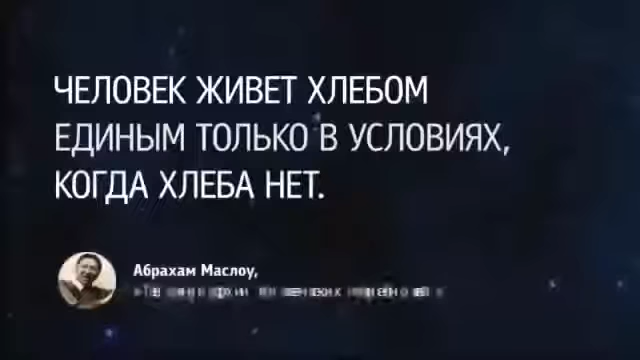 ЧЕЛОВЕК ЖИВЕТ ХЛЕБОМ
ЕДИНЫМ ТОЛЬКО В УСЛОВИЯХ,
КОГДА ХЛЕБА НЕТ.
Абрахам Маслоу,